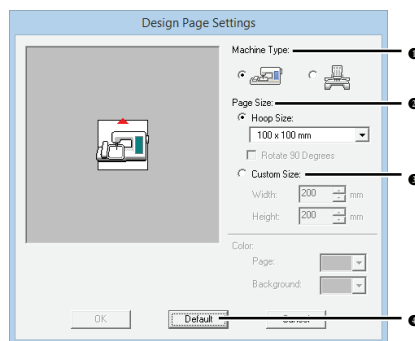 Design Page Settings
Machine Type:
Page Size:
Hoop Size:
100 x 100 mm
Rotate 90 Degrees
Custom Size:
Width: 200 mm
Height: 200 mm
Color:
Page:
Background:
OK Default Cancel